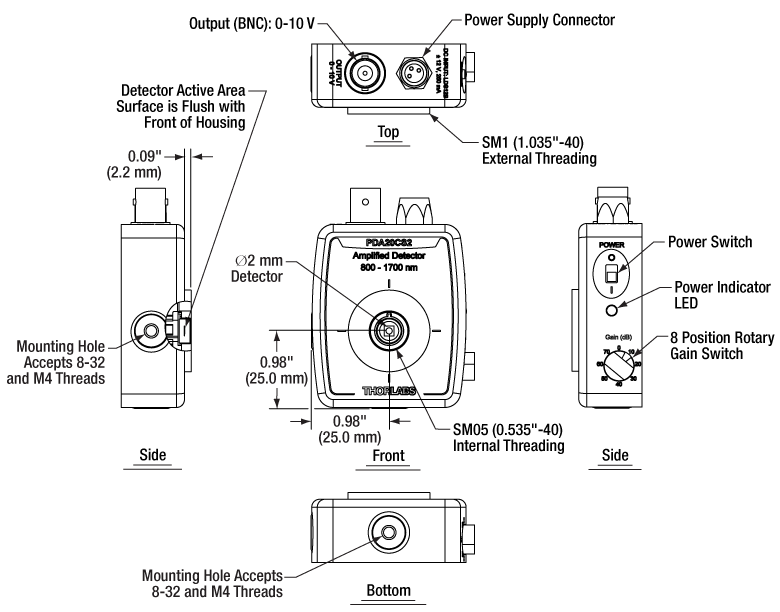 Output (BNC): 0-10 V
Power Supply Connector
OUTPUT
0 - 10 V
± 12 V, 250 mA
Detector Active Area
Surface is Flush with
Front of Housing
Top
SM1 (1.035"-40)
External Threading
0.09"
(2.2 mm)
PDA20CS2
Amplified Detector
800 - 1700 nm
Ø2 mm
Detector
POWER
Power Switch
Power Indicator
LED
Mounting Hole
Accepts 8-32
and M4 Threads
0.98"
(25.0 mm)
Gain (dB)
70 0 10
60 20
50 40 30
8 Position Rotary
Gain Switch
THORLABS
0.98"
(25.0 mm)
SM05 (0.535"-40)
Internal Threading
Side
Front
Side
Mounting Hole Accepts
8-32 and M4 Threads
Bottom